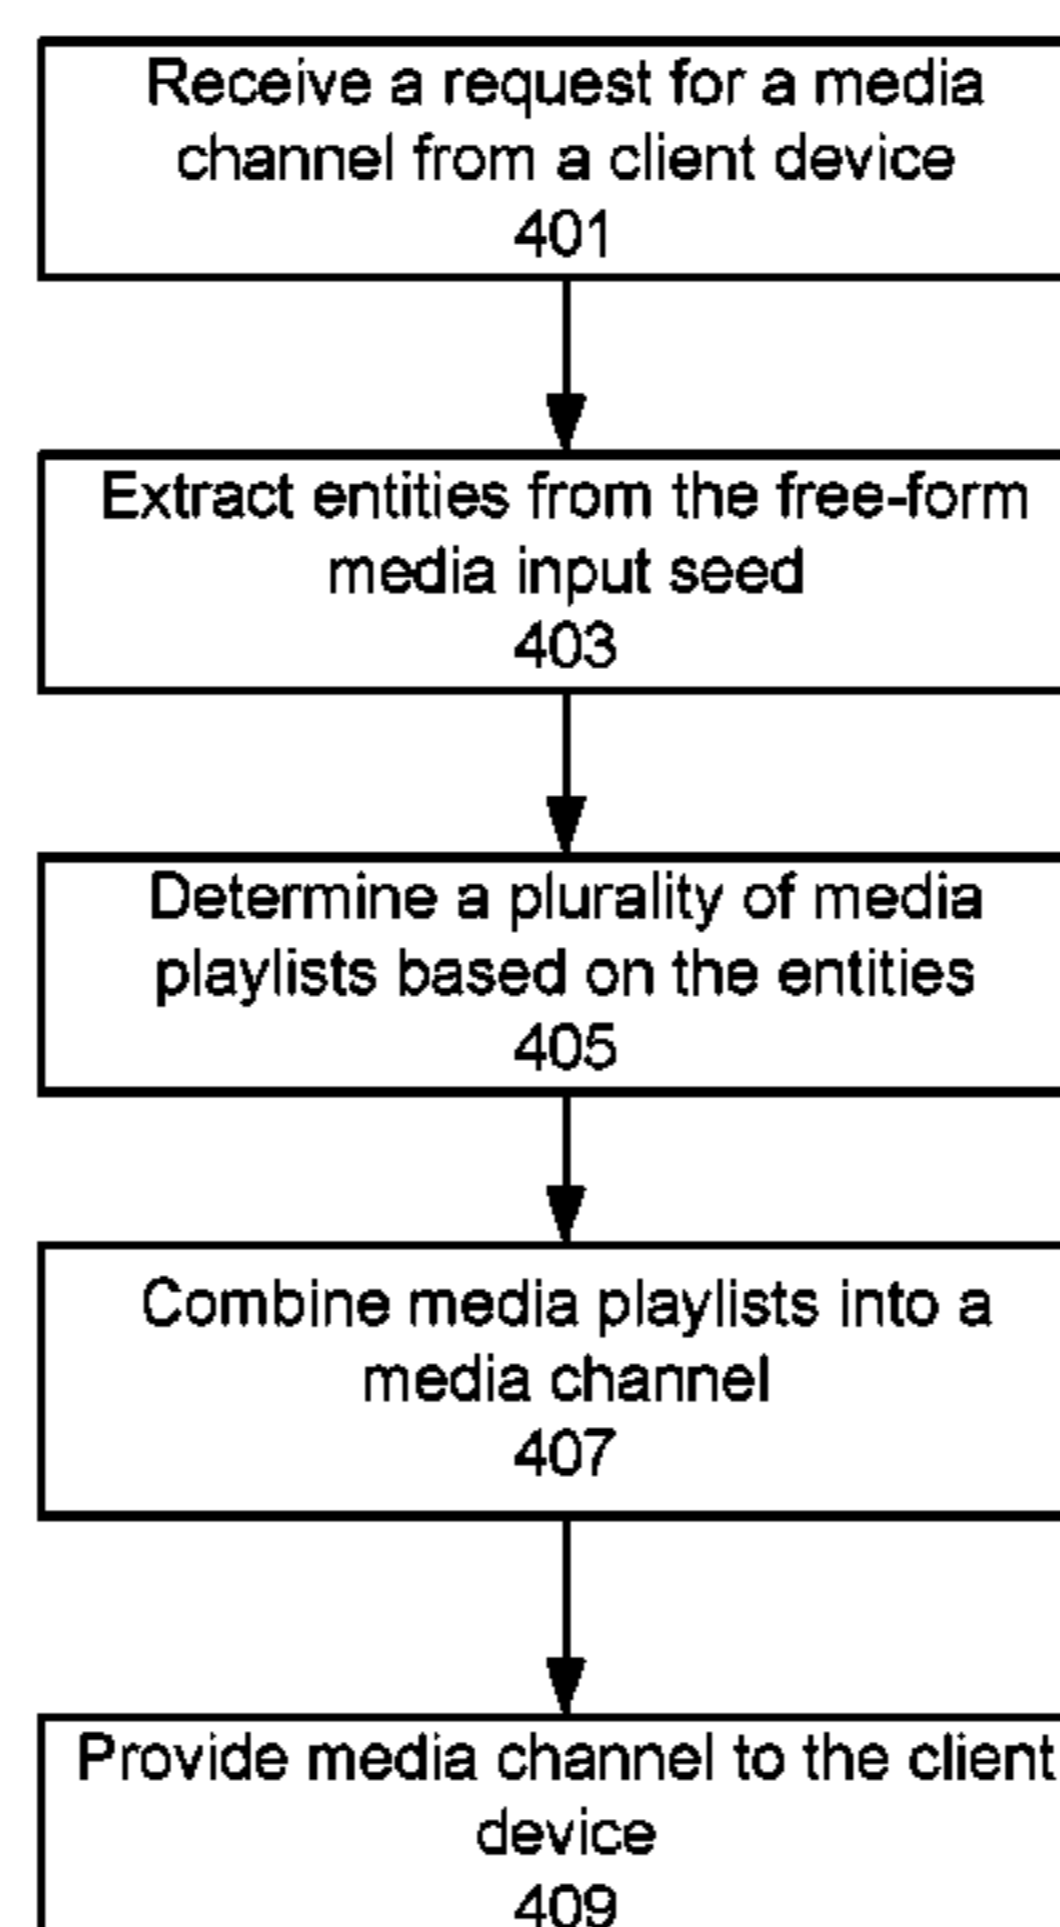 Receive a request for a media
channel from a client device
401
Extract entities from the free-form
media input seed
403
Determine a plurality of media
playlists based on the entities
405
Combine media playlists into a
media channel
407
Provide media channel to the client
device
409